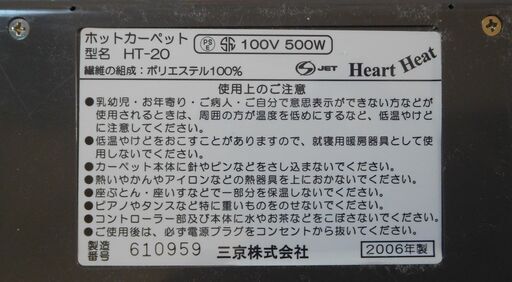 ホットカーペット
型名 HT-20
PS E 100V 500W
繊維の組成：ポリエステル100%
JET Heart Heat
使用上のご注意
●乳幼児・お年寄り・ご病人・ご自分で意思表示ができない方などが
使用されるときは、周囲の方が温度を低めにするなど、低温やけど
に注意してください。
●低温やけどをおこすことがありますので、就寝用暖房器具として使
用しないでください。
●カーペット本体に針やピンなどをさし込まないでください。
●熱いやかんやアイロンなどの熱器具を上におかないでください。
●座ぶとん・座いすなどで一部分を保温しないでください。
●ピアノやタンスなど特に重いものをのせないでください。
●コントローラー部及び本体に水やお茶などをこぼさないでください。
●ご使用後は、必ず電源プラグをコンセントから抜いてください。
製造番号 610959 三京株式会社 2006年製